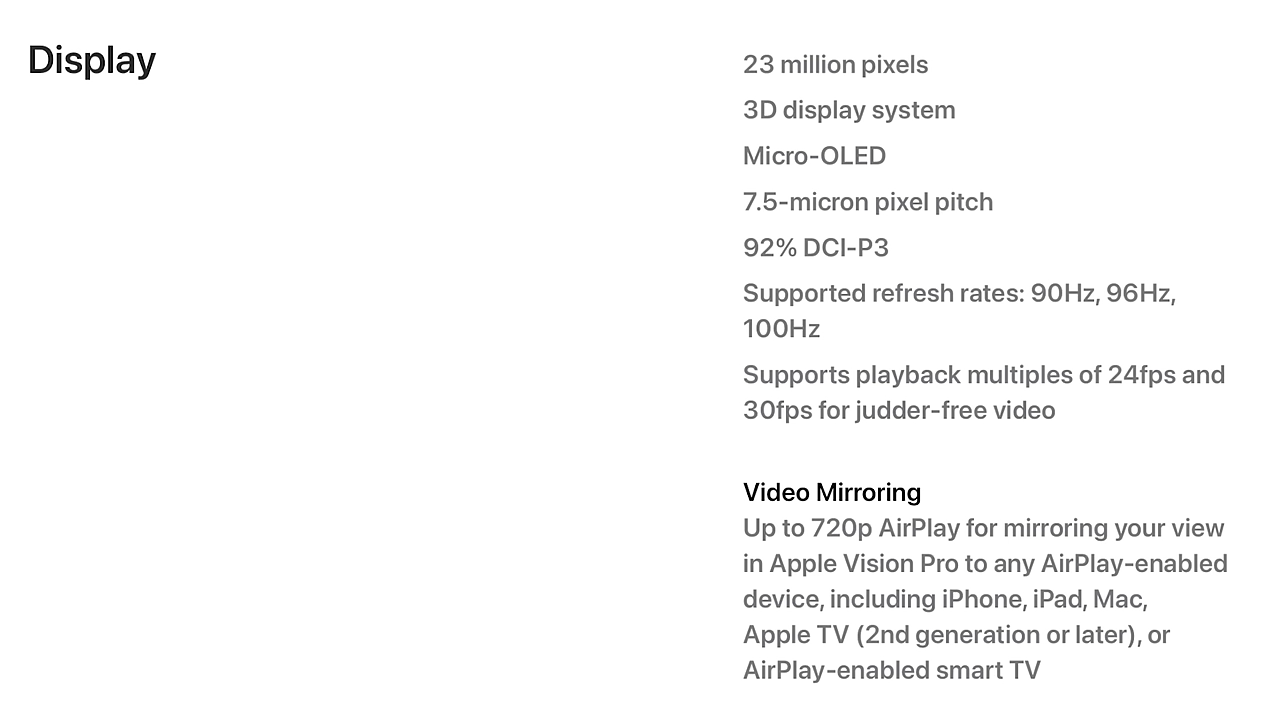 Display
23 million pixels
3D display system
Micro-OLED
7.5-micron pixel pitch
92% DCI-P3
Supported refresh rates: 90Hz, 96Hz,
100Hz
Supports playback multiples of 24fps and
30fps for judder-free video
Video Mirroring
Up to 720p AirPlay for mirroring your view
in Apple Vision Pro to any AirPlay-enabled
device, including iPhone, iPad, Mac,
Apple TV (2nd generation or later), or
AirPlay-enabled smart TV